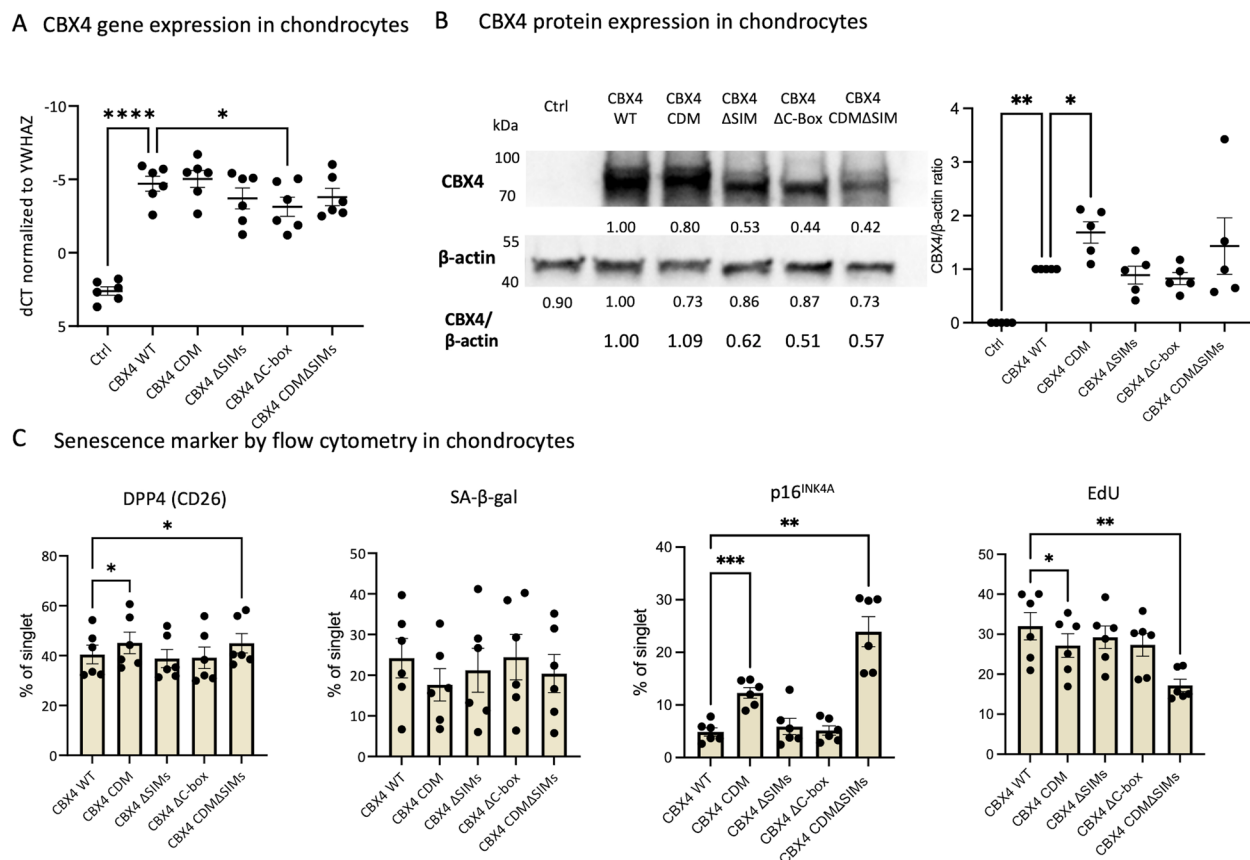 A CBX4 gene expression in chondrocytes
dCT normalized to YWHAZ
-10
-5
0
5
****
*
Ctrl
CBX4 WT
CBX4 CDM
CBX4 ΔSIMs
CBX4 ΔC-box
CBX4 CDMΔSIMs
B CBX4 protein expression in chondrocytes
Ctrl
CBX4 WT
CBX4 CDM
CBX4 ΔSIM
CBX4 ΔC-Box
CBX4 CDMΔSIM
kDa
100
CBX4
70
1.00 0.80 0.53 0.44 0.42
55
β-actin
40
0.90 1.00 0.73 0.86 0.87 0.73
CBX4/
β-actin
1.00 1.09 0.62 0.51 0.57
CBX4/β-actin ratio
4
3
2
1
0
**
*
Ctrl
CBX4 WT
CBX4 CDM
CBX4 ΔSIMs
CBX4 ΔC-box
CBX4 CDMΔSIMs
C Senescence marker by flow cytometry in chondrocytes
DPP4 (CD26)
*
*
% of singlet
80
60
40
20
0
CBX4 WT
CBX4 CDM
CBX4 ΔSIMs
CBX4 ΔC-box
CBX4 CDMΔSIMs
SA-β-gal
% of singlet
50
40
30
20
10
0
CBX4 WT
CBX4 CDM
CBX4 ΔSIMs
CBX4 ΔC-box
CBX4 CDMΔSIMs
p16INK4A
**
***
% of singlet
40
30
20
10
0
CBX4 WT
CBX4 CDM
CBX4 ΔSIMs
CBX4 ΔC-box
CBX4 CDMΔSIMs
EdU
**
*
% of singlet
50
40
30
20
10
0
CBX4 WT
CBX4 CDM
CBX4 ΔSIMs
CBX4 ΔC-box
CBX4 CDMΔSIMs